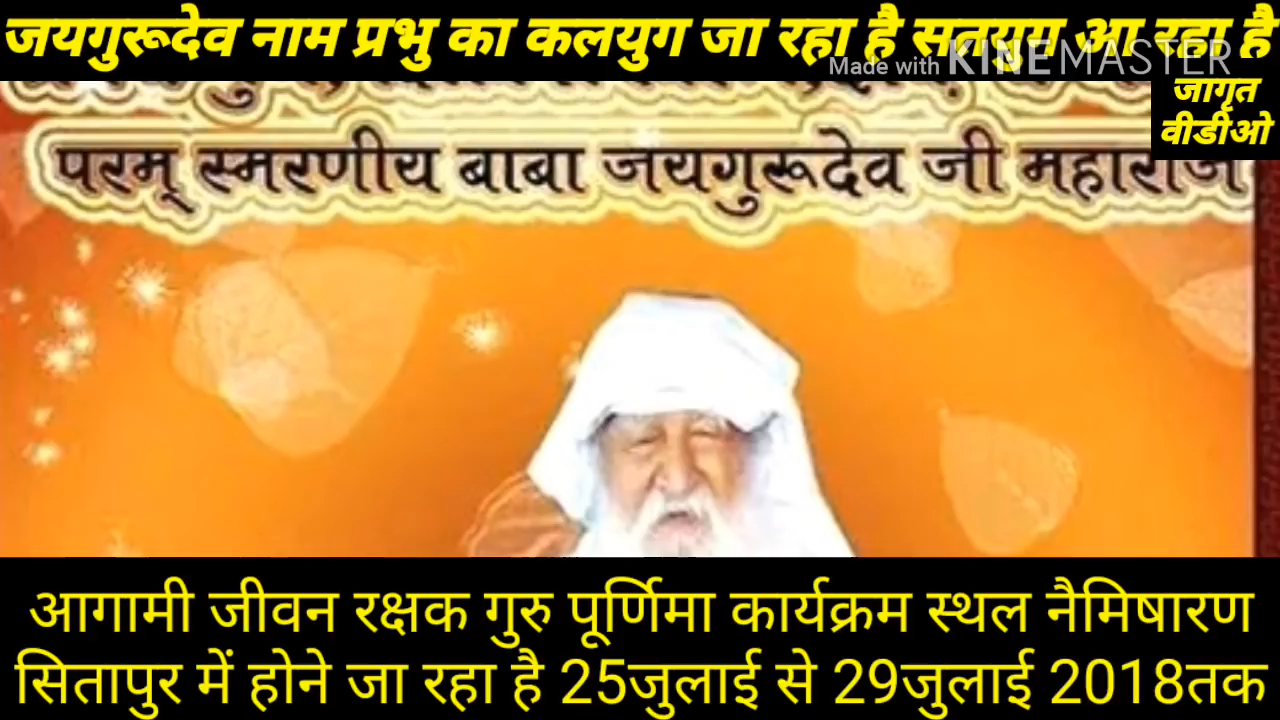 जयगुरूदेव नाम प्रभु का कलयुग जा रहा है सतयुग आ रहा है
Made with KINEMASTER
जागृत
वीडीओ
परम् स्मरणीय बाबा जयगुरूदेव जी महाराज
आगामी जीवन रक्षक गुरु पूर्णिमा कार्यक्रम स्थल नैमिषारण
सितापुर में होने जा रहा है 25जुलाई से 29जुलाई 2018तक